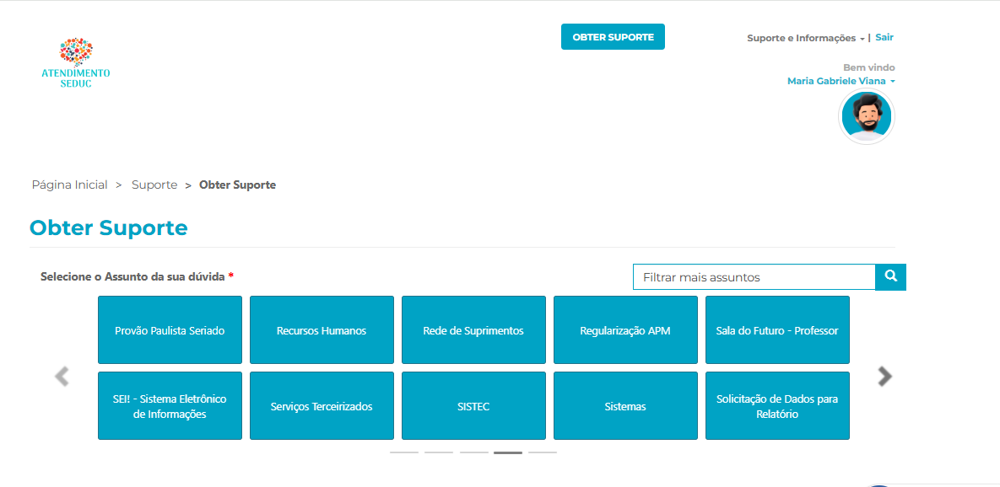 OBTER SUPORTE
Suporte e Informações | Sair
ATENDIMENTO
SEDUC
Bem vindo
Maria Gabriele Viana
Página Inicial > Suporte > Obter Suporte
Obter Suporte
Selecione o Assunto da sua dúvida *
Filtrar mais assuntos
Provão Paulista Seriado
Recursos Humanos
Rede de Suprimentos
Regularização APM
Sala do Futuro - Professor
SEI! - Sistema Eletrônico
de Informações
Serviços Terceirizados
SISTEC
Sistemas
Solicitação de Dados para
Relatório